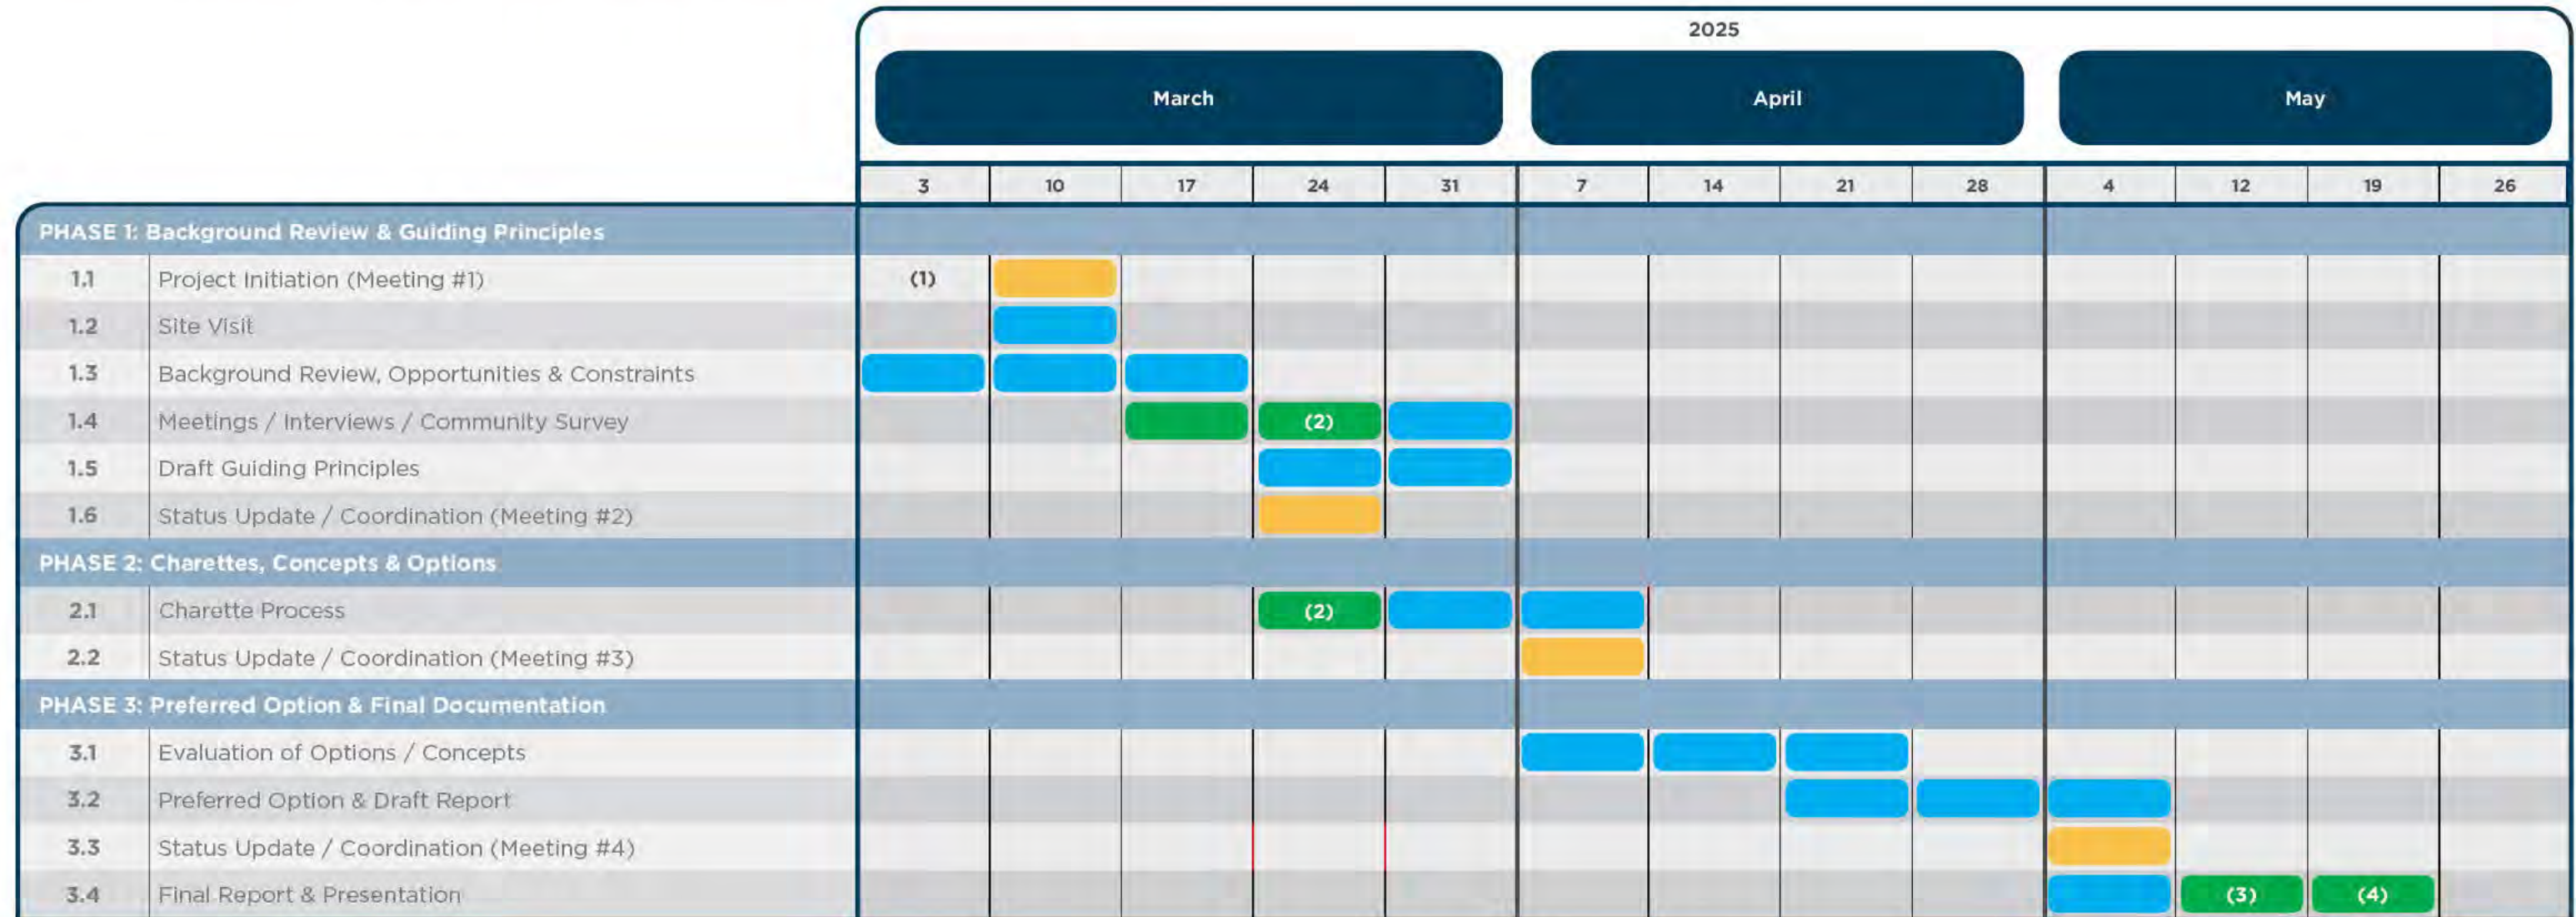 2025
March April May
3 10 17 24 31 7 14 21 28 4 12 19 26
PHASE 1: Background Review & Guiding Principles
1.1 Project Initiation (Meeting #1) (1)
1.2 Site Visit
1.3 Background Review, Opportunities & Constraints
1.4 Meetings / Interviews / Community Survey (2)
1.5 Draft Guiding Principles
1.6 Status Update / Coordination (Meeting #2)
PHASE 2: Charettes, Concepts & Options
2.1 Charette Process (2)
2.2 Status Update / Coordination (Meeting #3)
PHASE 3: Preferred Option & Final Documentation
3.1 Evaluation of Options / Concepts
3.2 Preferred Option & Draft Report
3.3 Status Update / Coordination (Meeting #4)
3.4 Final Report & Presentation (3) (4)